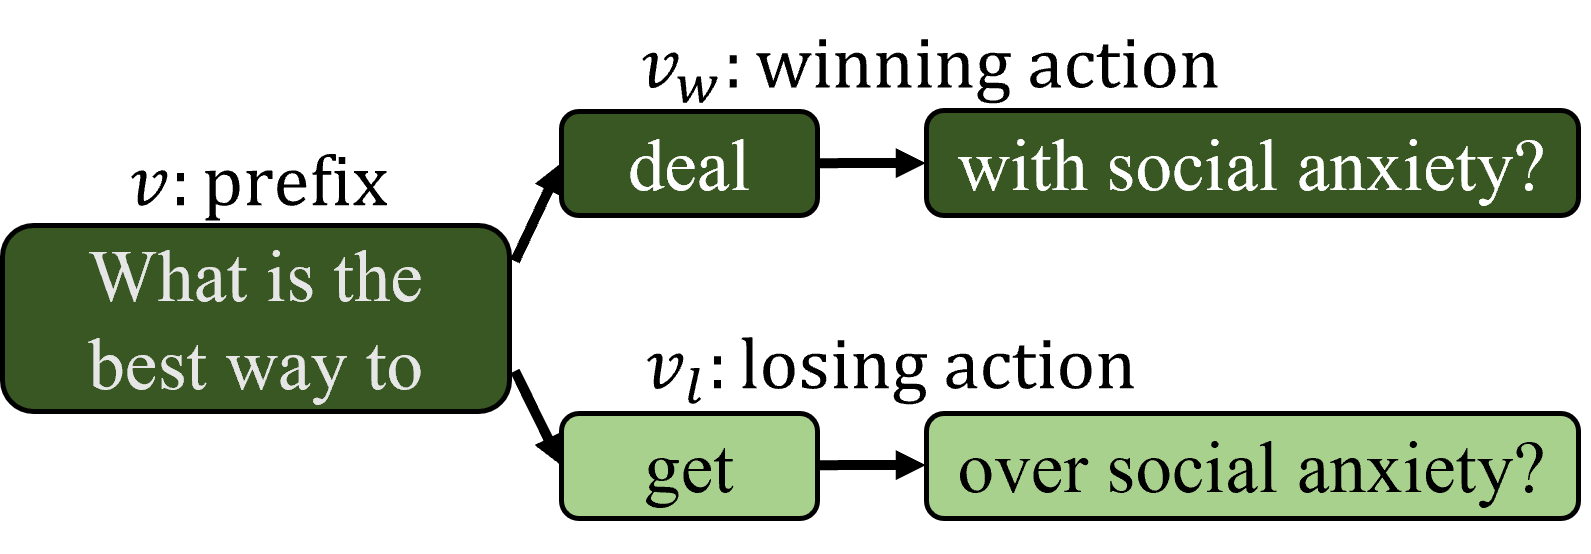 v_w: winning action
deal
with social anxiety?
v: prefix
What is the
best way to
v_l: losing action
get
over social anxiety?